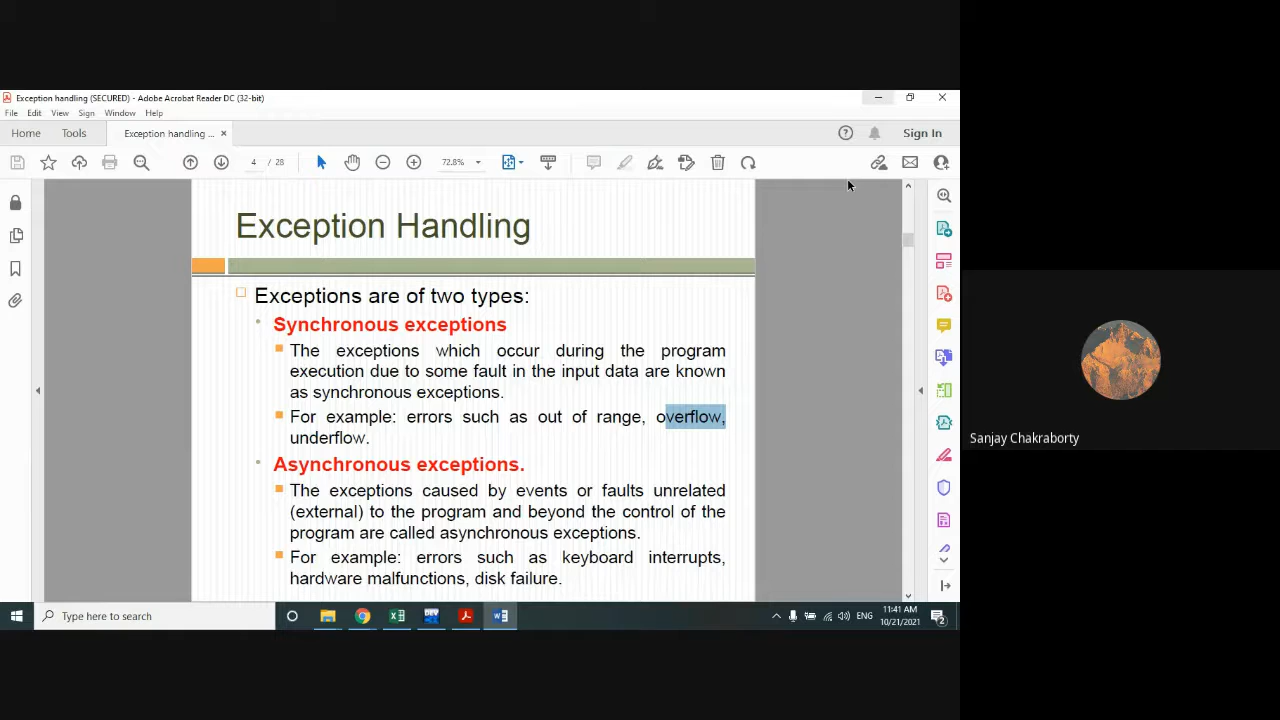 Exception handling (SECURED) - Adobe Acrobat Reader DC (32-bit)
File Edit View Sign Window Help
Home Tools Exception handling ... × Sign In
4 / 28 72.8%
Exception Handling
Exceptions are of two types:
Synchronous exceptions
The exceptions which occur during the program
execution due to some fault in the input data are known
as synchronous exceptions.
For example: errors such as out of range, overflow,
underflow.
Asynchronous exceptions.
The exceptions caused by events or faults unrelated
(external) to the program and beyond the control of the
program are called asynchronous exceptions.
For example: errors such as keyboard interrupts,
hardware malfunctions, disk failure.
Sanjay Chakraborty
Type here to search
DEV
ENG
11:41 AM
10/21/2021
2